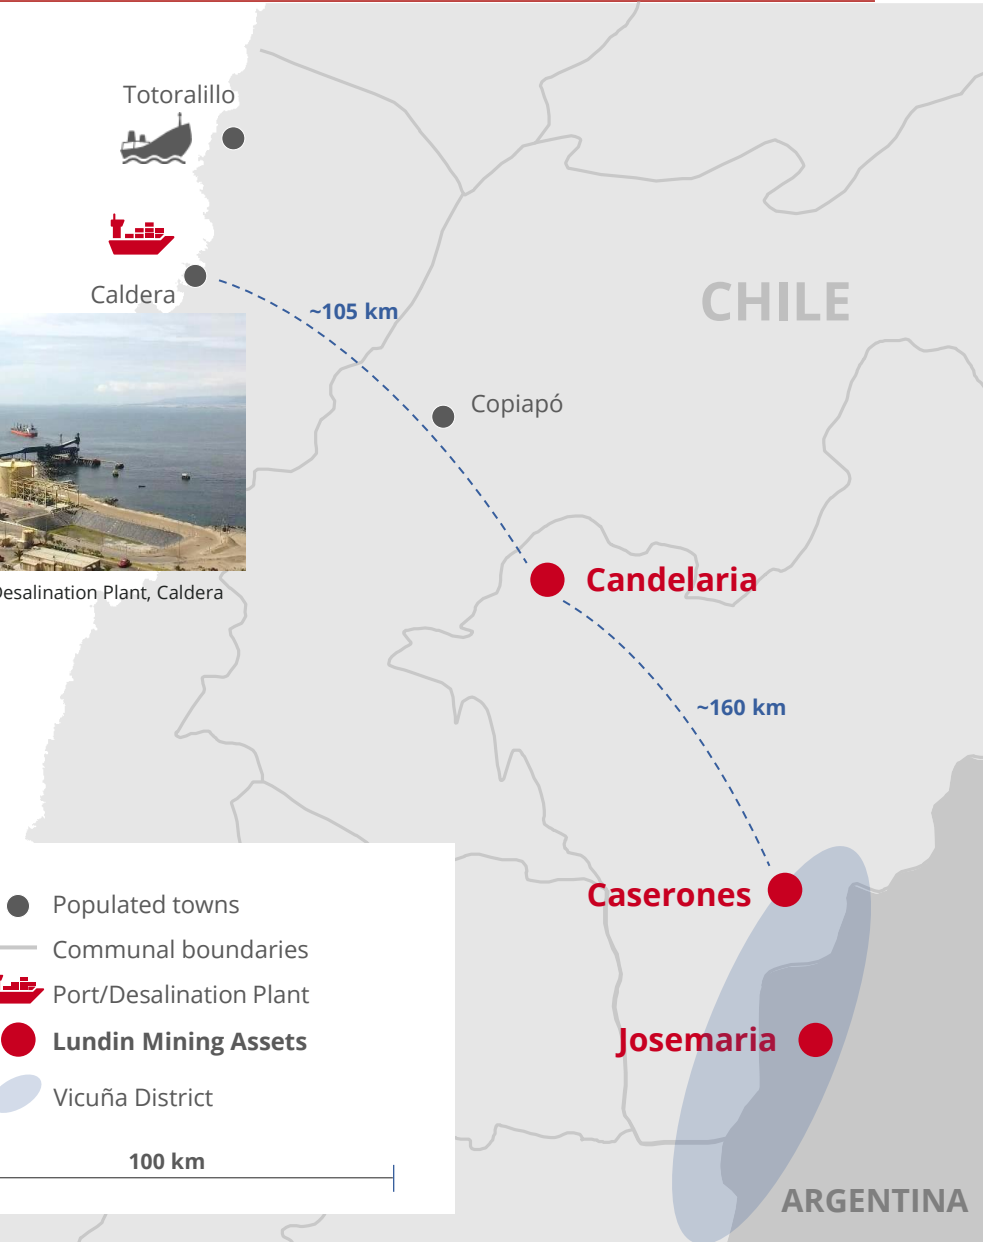 Totoralillo
Caldera
~105 km
CHILE
Copiapó
Desalination Plant, Caldera
Candelaria
~160 km
Caserones
Josemaria
ARGENTINA
Populated towns
Communal boundaries
Port/Desalination Plant
Lundin Mining Assets
Vicuña District
100 km